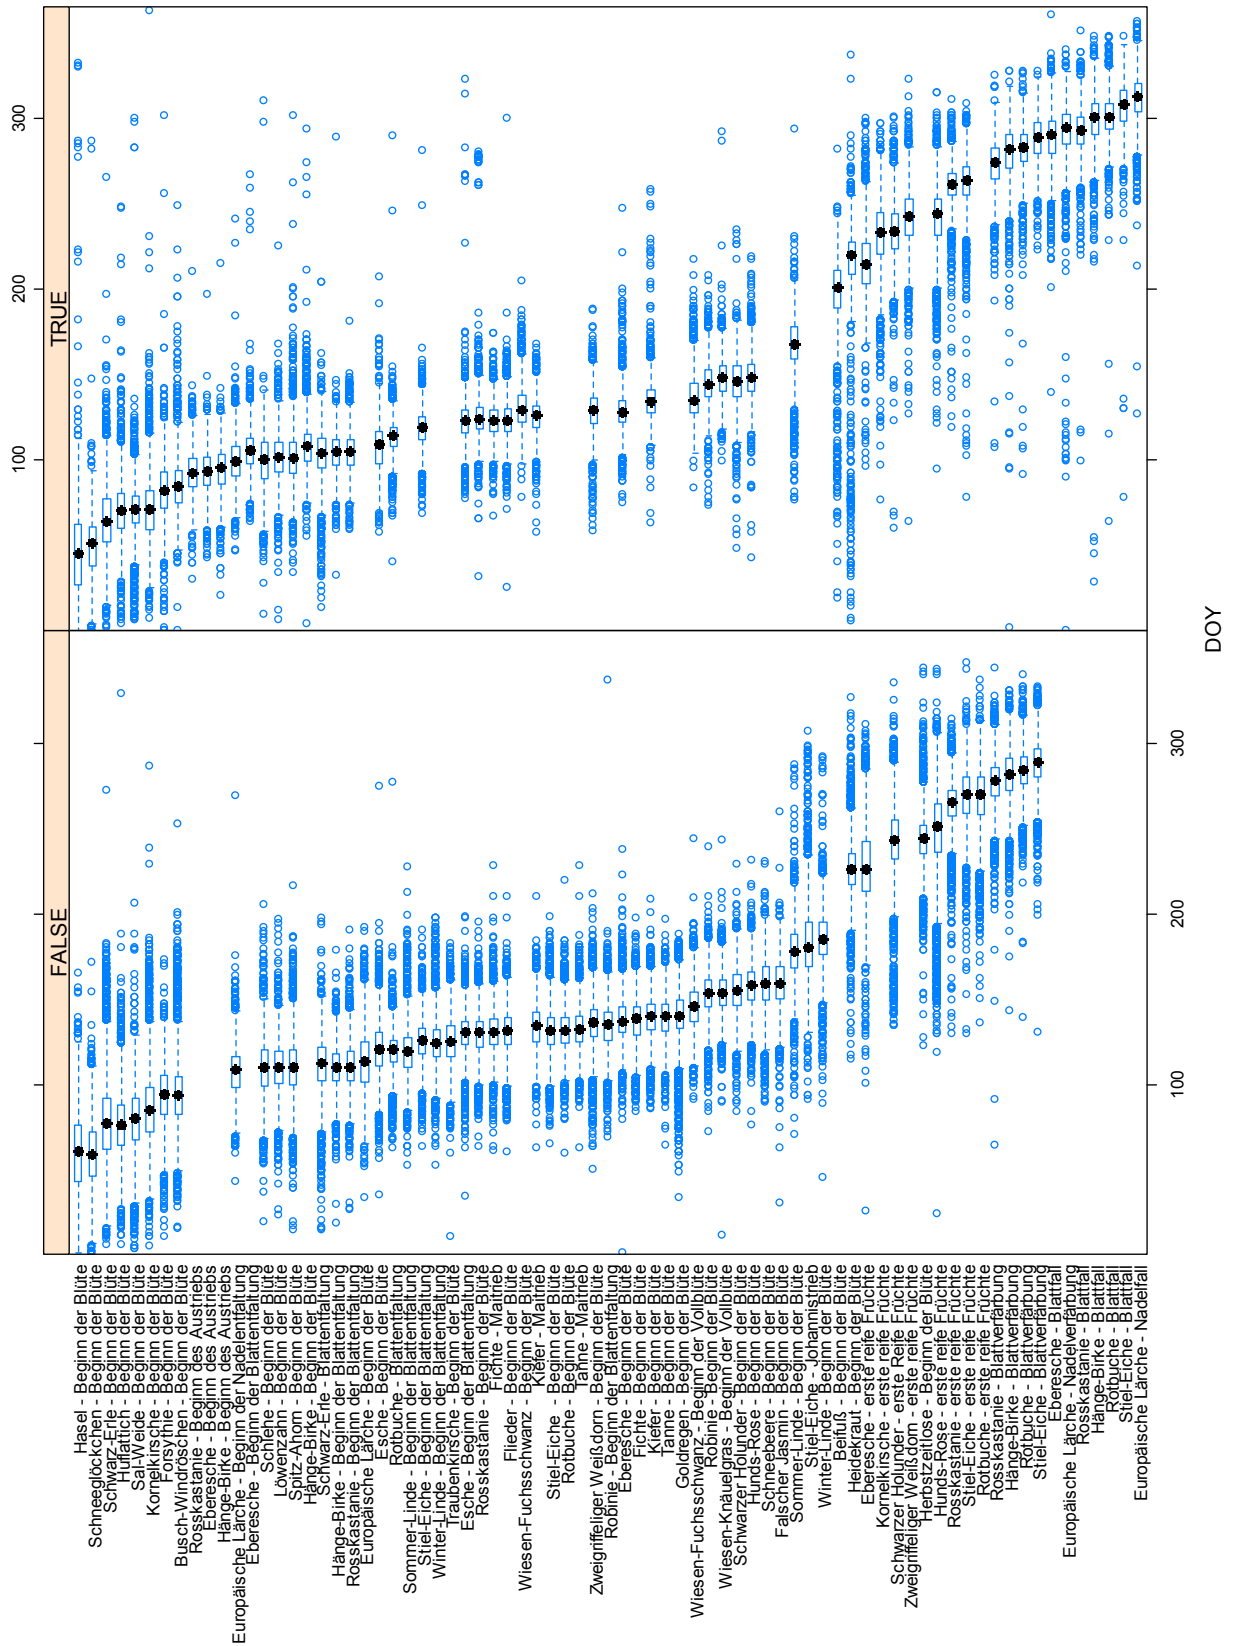 TRUE
FALSE
100
200
300
100
200
300
DOY
Hasel - Beginn der Blüte
Schneeglöckchen - Beginn der Blüte
Schwarz-Erle - Beginn der Blüte
Huflattich - Beginn der Blüte
Sal-Weide - Beginn der Blüte
Kornelkirsche - Beginn der Blüte
Forsythie - Beginn der Blüte
Busch-Windröschen - Beginn der Blüte
Rosskastanie - Beginn des Austriebs
Eberesche - Beginn des Austriebs
Hänge-Birke - Beginn des Austriebs
Europäische Lärche - Beginn der Nadelentfaltung
Eberesche - Beginn der Blattentfaltung
Schlehe - Beginn der Blüte
Löwenzahn - Beginn der Blüte
Spitz-Ahorn - Beginn der Blüte
Hänge-Birke - Beginn der Blüte
Schwarz-Erle - Blattentfaltung
Hänge-Birke - Beginn der Blattentfaltung
Rosskastanie - Beginn der Blattentfaltung
Europäische Lärche - Beginn der Blüte
Esche - Beginn der Blüte
Rotbuche - Blattentfaltung
Sommer-Linde - Beginn der Blattentfaltung
Stiel-Eiche - Beginn der Blattentfaltung
Winter-Linde - Beginn der Blattentfaltung
Traubenkirsche - Beginn der Blüte
Esche - Beginn der Blattentfaltung
Rosskastanie - Beginn der Blüte
Fichte - Maitrieb
Flieder - Beginn der Blüte
Wiesen-Fuchsschwanz - Beginn der Blüte
Kiefer - Maitrieb
Stiel-Eiche - Beginn der Blüte
Rotbuche - Beginn der Blüte
Tanne - Maitrieb
Zweigriffeliger Weißdorn - Beginn der Blüte
Robinie - Beginn der Blattentfaltung
Eberesche - Beginn der Blüte
Fichte - Beginn der Blüte
Kiefer - Beginn der Blüte
Tanne - Beginn der Blüte
Goldregen - Beginn der Blüte
Wiesen-Fuchsschwanz - Beginn der Vollblüte
Robinie - Beginn der Blüte
Wiesen-Knäuelgras - Beginn der Vollblüte
Schwarzer Holunder - Beginn der Blüte
Hunds-Rose - Beginn der Blüte
Schneebeere - Beginn der Blüte
Falscher Jasmin - Beginn der Blüte
Sommer-Linde - Beginn der Blüte
Stiel-Eiche - Johannistrieb
Winter-Linde - Beginn der Blüte
Beifuß - Beginn der Blüte
Heidekraut - Beginn der Blüte
Eberesche - erste reife Früchte
Kornelkirsche - erste reife Früchte
Schwarzer Holunder - erste Reife Früchte
Zweigriffeliger Weißdorn - erste reife Früchte
Herbstzeitlose - Beginn der Blüte
Hunds-Rose - erste reife Früchte
Rosskastanie - erste reife Früchte
Stiel-Eiche - erste reife Früchte
Rotbuche - erste reife Früchte
Rosskastanie - Blattverfärbung
Hänge-Birke - Blattverfärbung
Rotbuche - Blattverfärbung
Stiel-Eiche - Blattverfärbung
Eberesche - Blattfall
Europäische Lärche - Nadelverfärbung
Rosskastanie - Blattfall
Hänge-Birke - Blattfall
Rotbuche - Blattfall
Stiel-Eiche - Blattfall
Europäische Lärche - Nadelfall